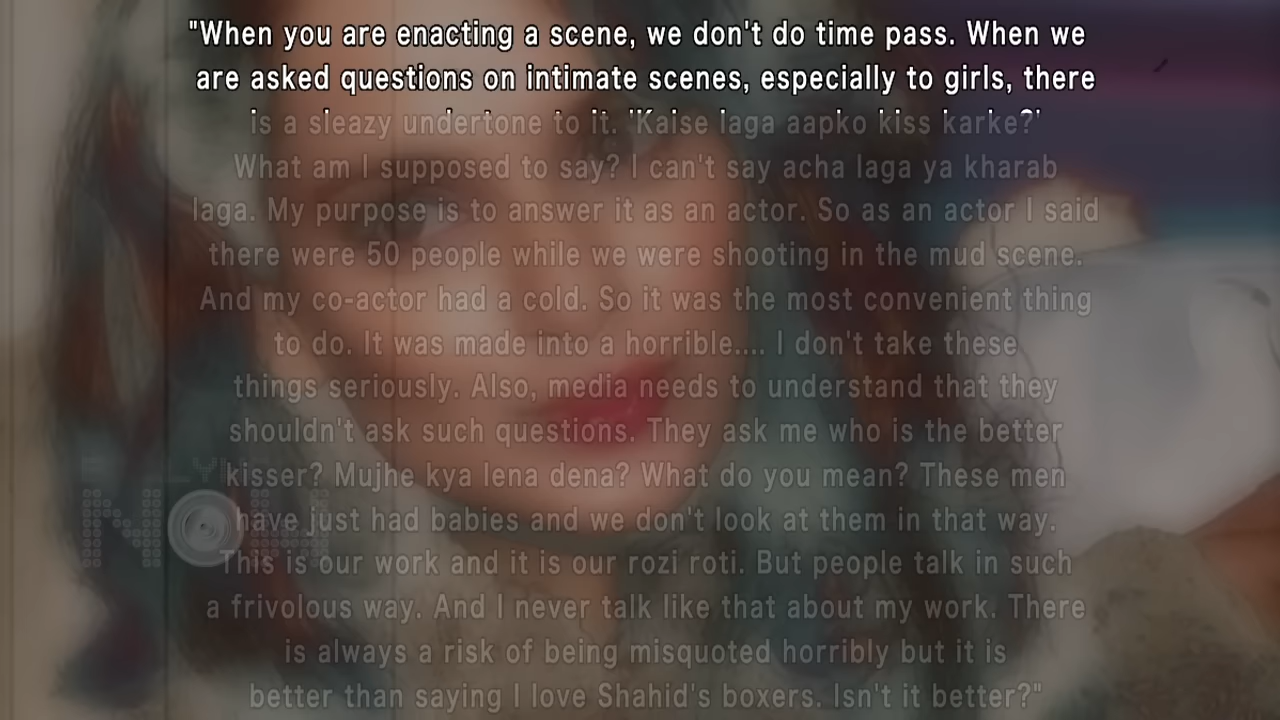 "When you are enacting a scene, we don't do time pass. When we
are asked questions on intimate scenes, especially to girls, there
is a sleazy undertone to it. 'Kaise laga aapko kiss karke?'
What am I supposed to say? I can't say acha laga ya kharab
laga. My purpose is to answer it as an actor. So as an actor I said
there were 50 people while we were shooting in the mud scene.
And my co-actor had a cold. So it was the most convenient thing
to do. It was made into a horrible.... I don't take these
things seriously. Also, media needs to understand that they
shouldn't ask such questions. They ask me who is the better
kisser? Mujhe kya lena dena? What do you mean? These men
have just had babies and we don't look at them in that way.
This is our work and it is our rozi roti. But people talk in such
a frivolous way. And I never talk like that about my work. There
is always a risk of being misquoted horribly but it is
better than saying I love Shahid's boxers. Isn't it better?"
NOW